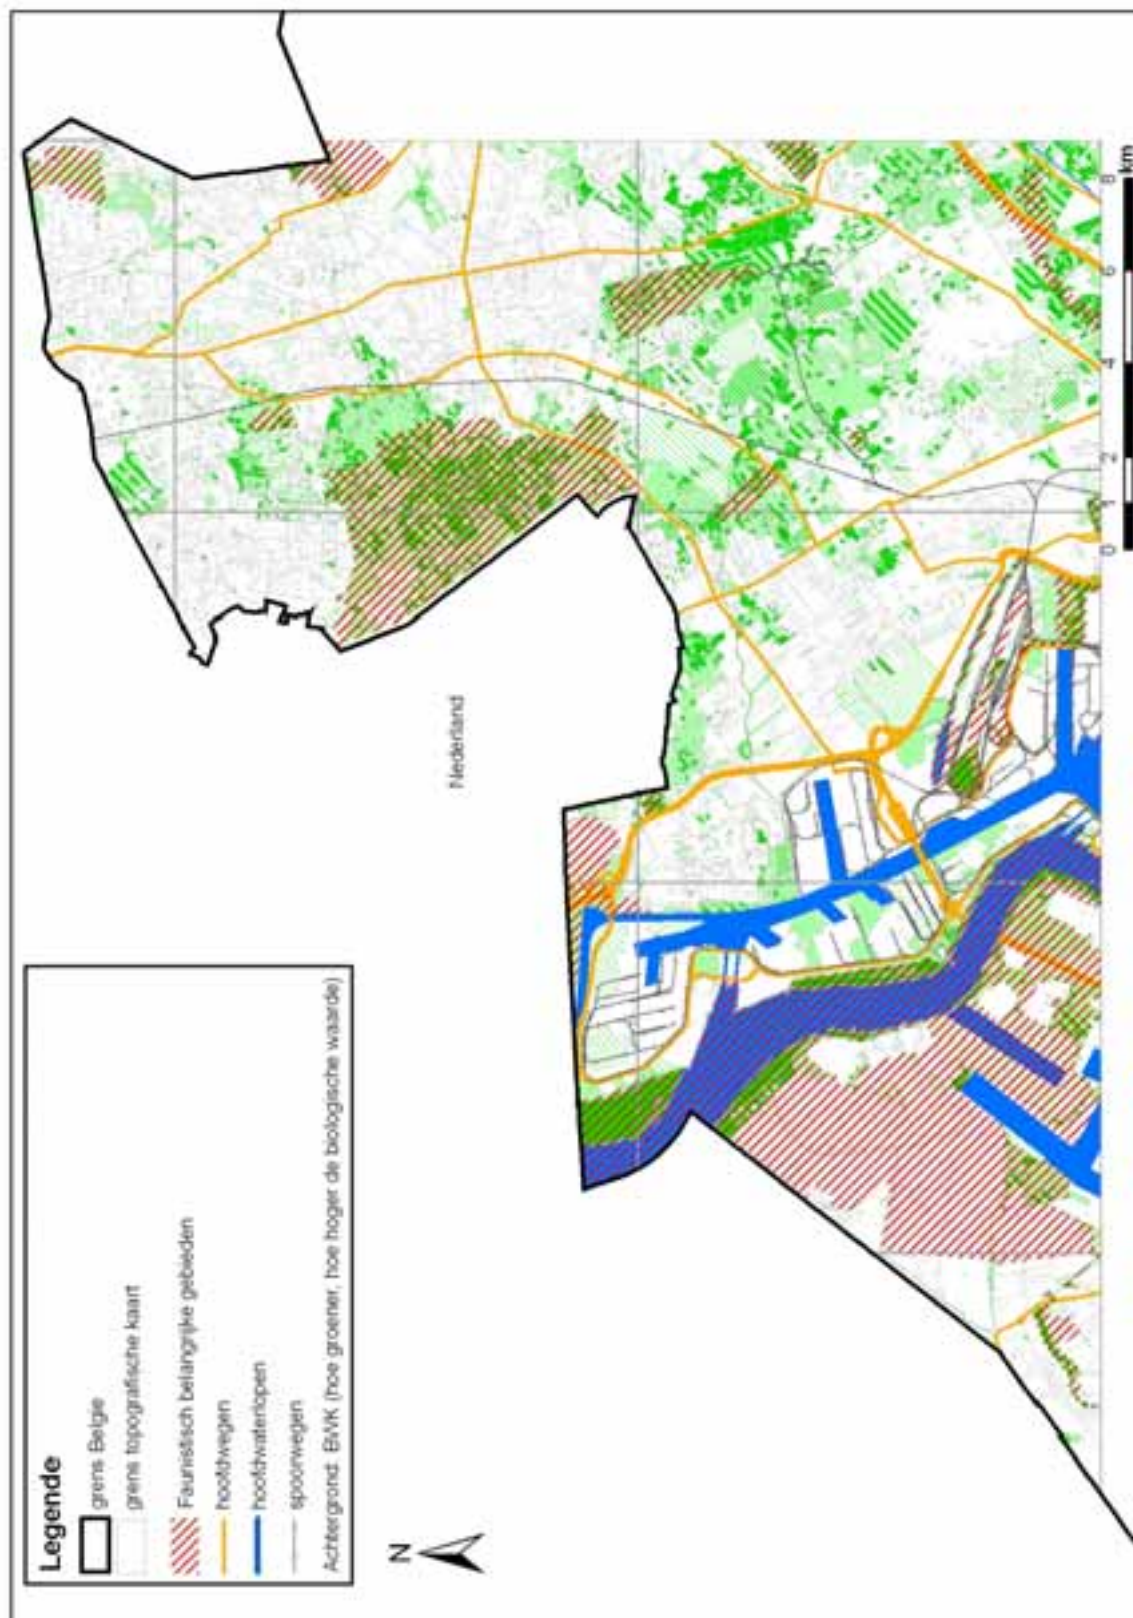 Legende
grens België
grens topografische kaart
Faunistisch belangrijke gebieden
hoofdwegen
hoofdwaterlopen
spoorwegen
Achtergrond: BWK (hoe groener, hoe hoger de biologische waarde)
N
Nederland
0 1 2 4 6 8
km